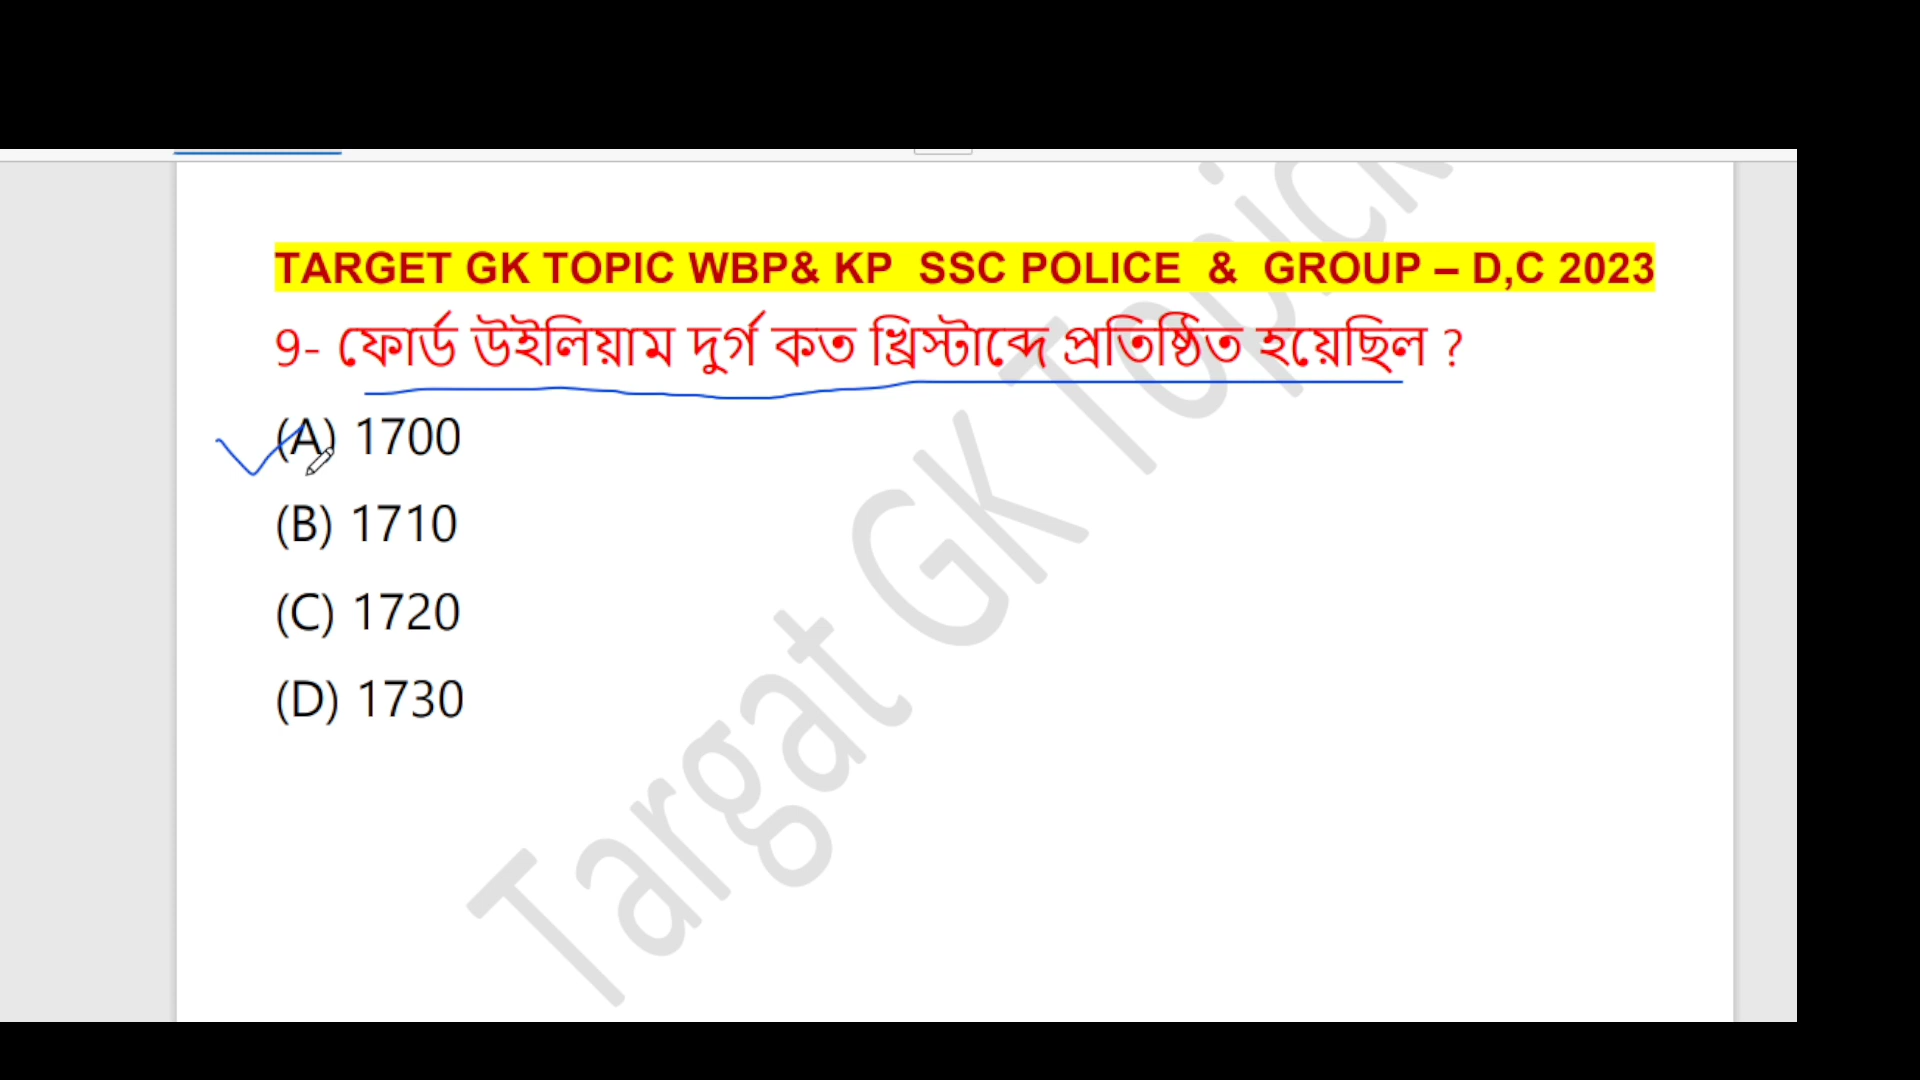 TARGET GK TOPIC WBP& KP SSC POLICE & GROUP – D,C 2023
9- ফোর্ড উইলিয়াম দুর্গ কত খ্রিস্টাব্দে প্রতিষ্ঠিত হয়েছিল ?
(A) 1700
(B) 1710
(C) 1720
(D) 1730
Targat GK Topick